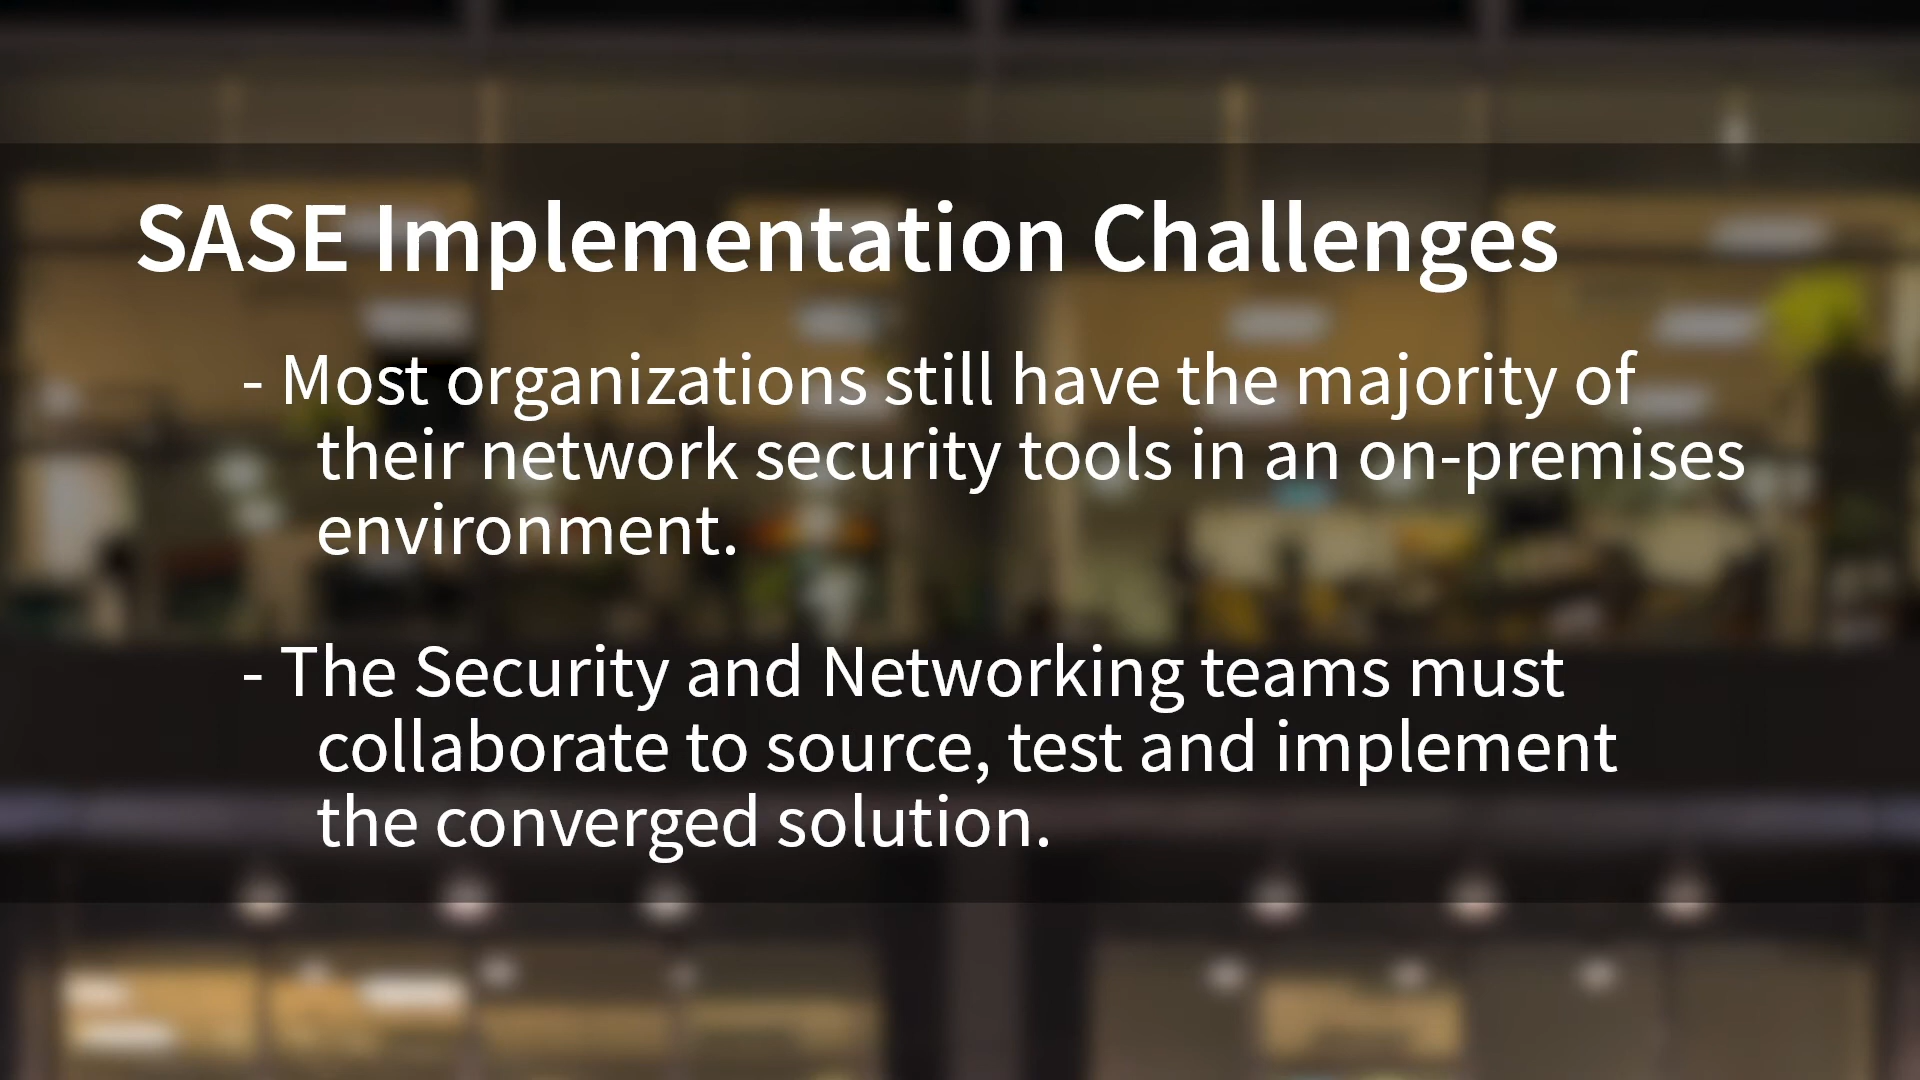 SASE Implementation Challenges
- Most organizations still have the majority of
their network security tools in an on-premises
environment.
- The Security and Networking teams must
collaborate to source, test and implement
the converged solution.